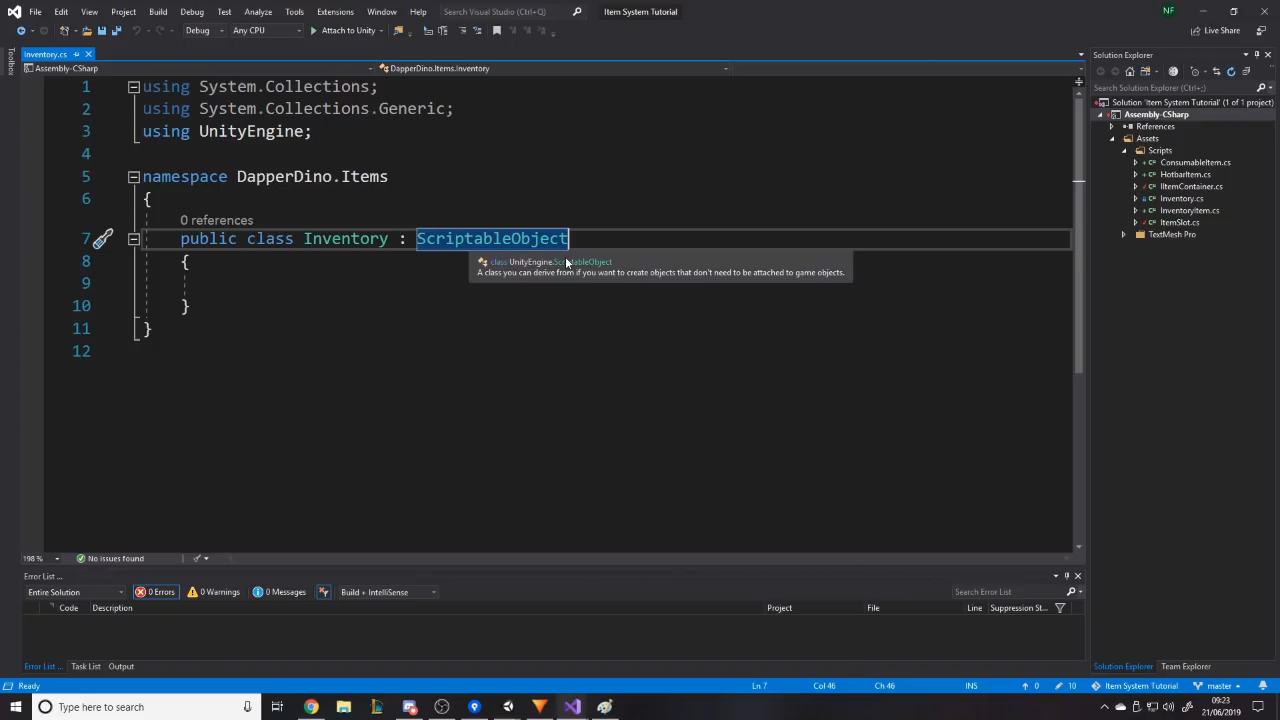 File Edit View Project Build Debug Test Analyze Tools Extensions Window Help Search Visual Studio (Ctrl+Q) Item System Tutorial NF
Debug Any CPU Attach to Unity Live Share
Toolbox
Inventory.cs
Assembly-CSharp DapperDino.Items.Inventory
1 using System.Collections;
2 using System.Collections.Generic;
3 using UnityEngine;
4
5 namespace DapperDino.Items
6 {
0 references
7 public class Inventory : ScriptableObject
8 {
class UnityEngine.ScriptableObject
A class you can derive from if you want to create objects that don't need to be attached to game objects.
9
10 }
11 }
12
198 % No issues found
Solution Explorer
Search Solution Explorer (Ctrl+;)
Solution 'Item System Tutorial' (1 of 1 project)
Assembly-CSharp
References
Assets
Scripts
ConsumableItem.cs
HotbarItem.cs
IItemContainer.cs
Inventory.cs
InventoryItem.cs
ItemSlot.cs
TextMesh Pro
Error List ...
Entire Solution 0 Errors 0 Warnings 0 Messages Build + IntelliSense Search Error List
Code Description Project File Line Suppression St...
Error List ... Task List Output
Solution Explorer Team Explorer
Ready Ln 7 Col 46 Ch 46 INS 0 10 Item System Tutorial master
Type here to search
09:23
21/06/2019